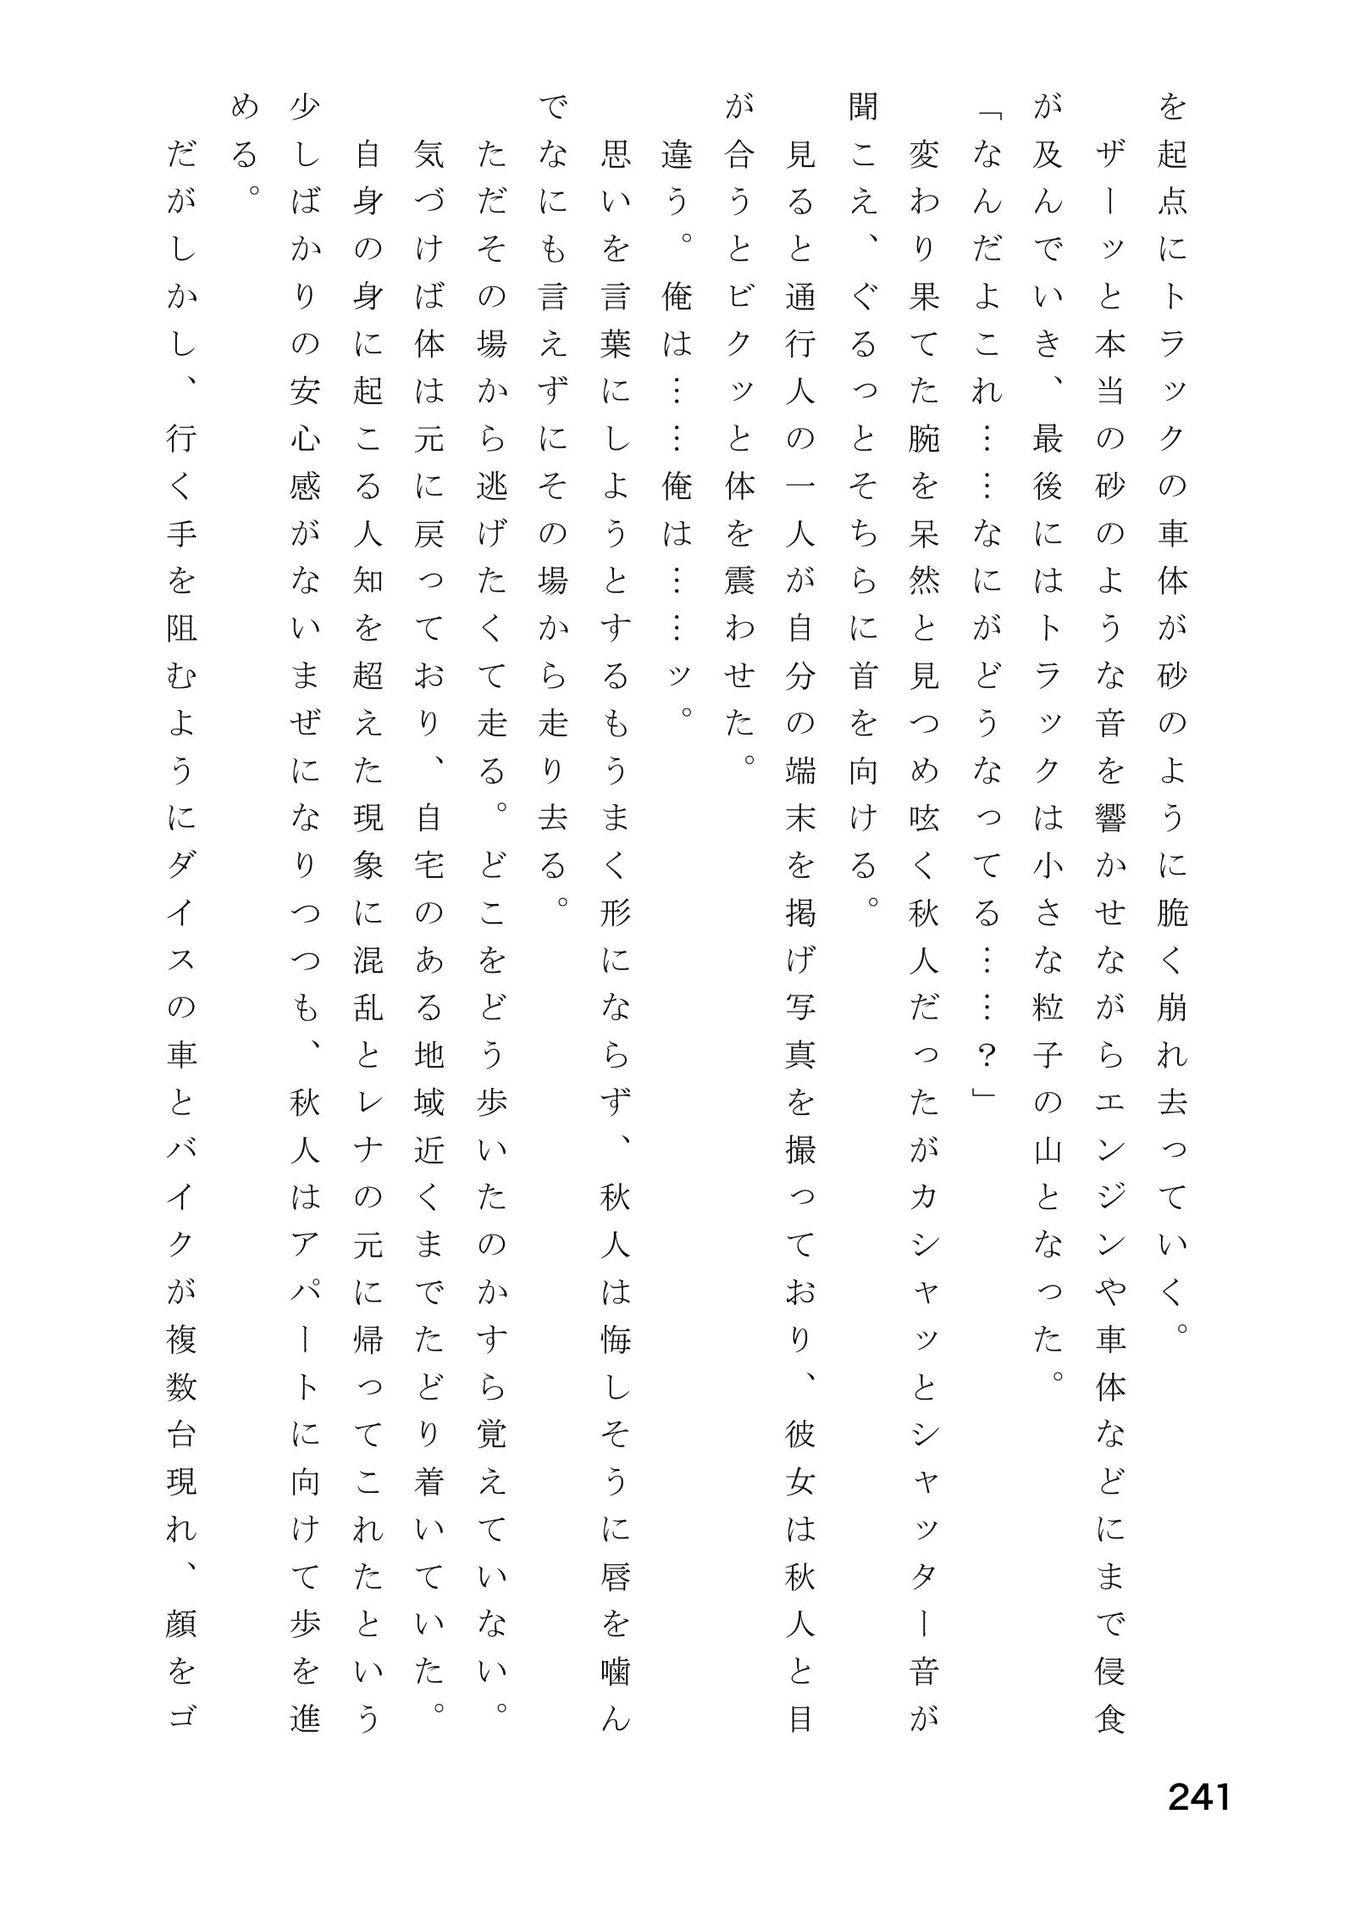 を起点にトラックの車体が砂のように脆く崩れ去っていく。
　ザーッと本当の砂のような音を響かせながらエンジンや車体などにまで侵食
が及んでいき、最後にはトラックは小さな粒子の山となった。
「なんだよこれ……なにがどうなってる……？」
　変わり果てた腕を呆然と見つめ呟く秋人だったがカシャッとシャッター音が
聞こえ、ぐるっとそちらに首を向ける。
　見ると通行人の一人が自分の端末を掲げ写真を撮っており、彼女は秋人と目
が合うとビクッと体を震わせた。
　違う。俺は……俺は……ッ。
　思いを言葉にしようとするもうまく形にならず、秋人は悔しそうに唇を噛ん
でなにも言えずにその場から走り去る。
　ただその場から逃げたくて走る。どこをどう歩いたのかすら覚えていない。
　気づけば体は元に戻っており、自宅のある地域近くまでたどり着いていた。
　自身の身に起こる人知を超えた現象に混乱とレナの元に帰ってこれたという
少しばかりの安心感がないまぜになりつつも、秋人はアパートに向けて歩を進
める。
　だがしかし、行く手を阻むようにダイスの車とバイクが複数台現れ、顔をゴ
241